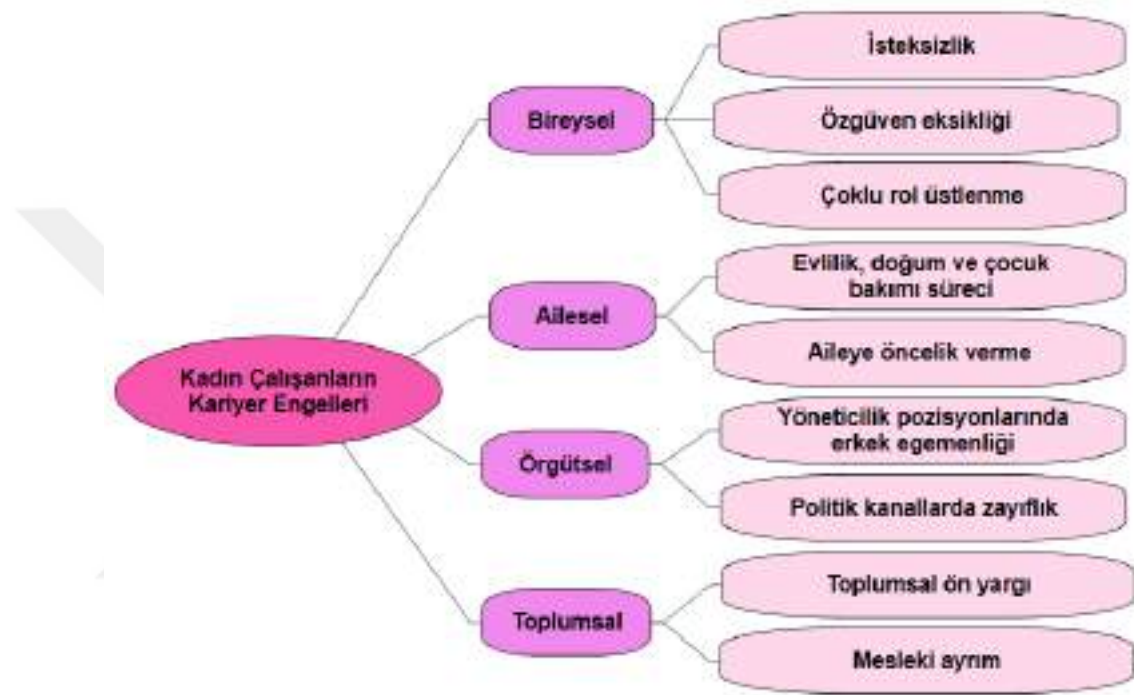 Kadın Çalışanların
Kariyer Engelleri
Bireysel
İsteksizlik
Özgüven eksikliği
Çoklu rol üstlenme
Ailesel
Evlilik, doğum ve çocuk
bakımı süreci
Aileye öncelik verme
Örgütsel
Yöneticilik pozisyonlarında
erkek egemenliği
Politik kanallarda zayıflık
Toplumsal
Toplumsal ön yargı
Mesleki ayrım